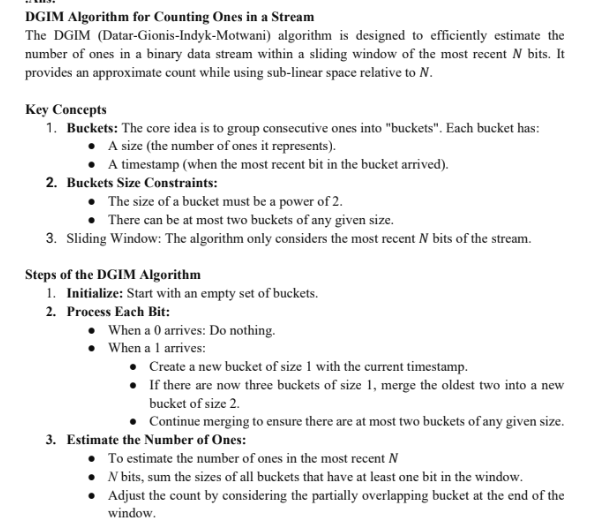 DGIM Algorithm for Counting Ones in a Stream
The DGIM (Datar-Gionis-Indyk-Motwani) algorithm is designed to efficiently estimate the
number of ones in a binary data stream within a sliding window of the most recent N bits. It
provides an approximate count while using sub-linear space relative to N.
Key Concepts
1. Buckets: The core idea is to group consecutive ones into "buckets". Each bucket has:
● A size (the number of ones it represents).
● A timestamp (when the most recent bit in the bucket arrived).
2. Buckets Size Constraints:
● The size of a bucket must be a power of 2.
● There can be at most two buckets of any given size.
3. Sliding Window: The algorithm only considers the most recent N bits of the stream.
Steps of the DGIM Algorithm
1. Initialize: Start with an empty set of buckets.
2. Process Each Bit:
● When a 0 arrives: Do nothing.
● When a 1 arrives:
● Create a new bucket of size 1 with the current timestamp.
● If there are now three buckets of size 1, merge the oldest two into a new
bucket of size 2.
● Continue merging to ensure there are at most two buckets of any given size.
3. Estimate the Number of Ones:
● To estimate the number of ones in the most recent N
● N bits, sum the sizes of all buckets that have at least one bit in the window.
● Adjust the count by considering the partially overlapping bucket at the end of the
window.